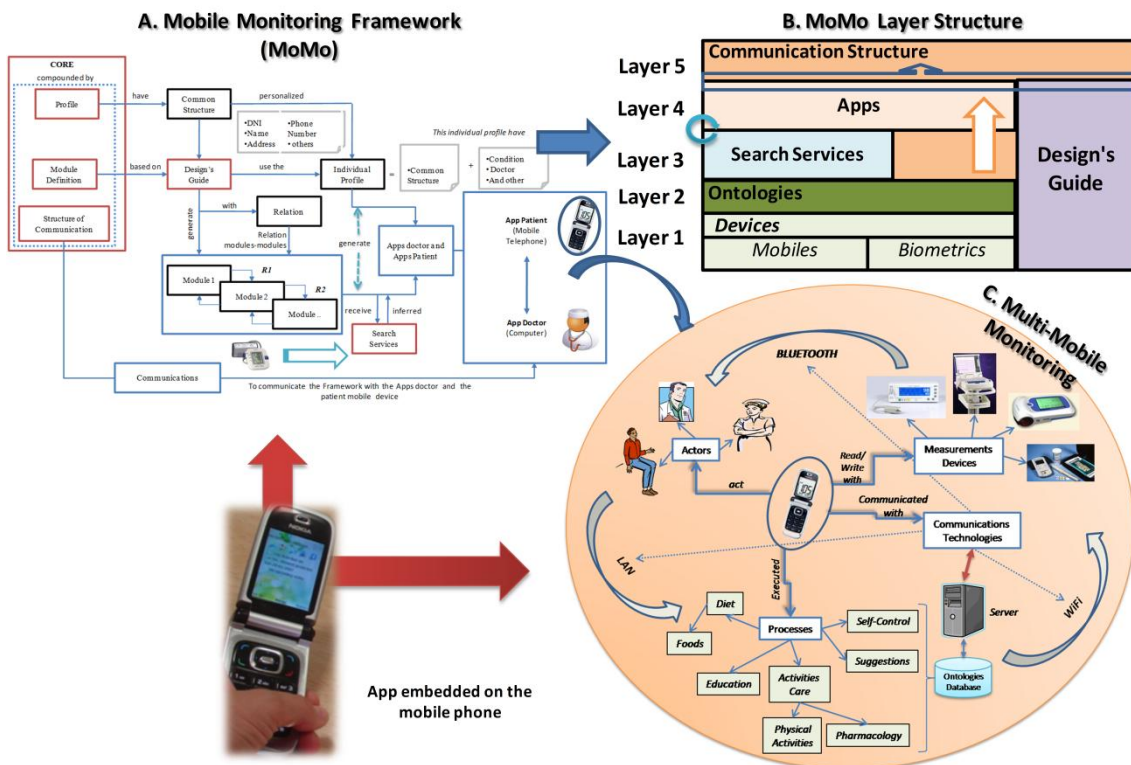 A. Mobile Monitoring Framework
(MoMo)
CORE
compounded by
Profile
Module
Definition
Structure of
Communication
have
based on
Common
Structure
personalized
•DNI
•Name
•Address
•Phone
Number
•others
This individual profile have
Design's
Guide
use the
Individual
Profile
=
•Common
Structure
+
•Condition
•Doctor
•And other
generate
with
Relation
Relation
modules-modules
generate
R1
R2
Module 1
Module 2
Module ..
Apps doctor and
Apps Patient
App Patient
(Mobile
Telephone)
App Doctor
(Computer)
receive
inferred
Search
Services
Communications
To communicate the Framework with the Apps doctor and the
patient mobile device
B. MoMo Layer Structure
Layer 5
Layer 4
Layer 3
Layer 2
Layer 1
Communication Structure
Apps
Search Services
Ontologies
Devices
Mobiles
Biometrics
Design's
Guide
C. Multi-Mobile
Monitoring
BLUETOOTH
Actors
act
Read/
Write
with
Measurements
Devices
Communicated
with
Communications
Technologies
LAN
WiFi
Executed
Server
Ontologies
Database
Processes
Diet
Foods
Education
Activities
Care
Self-Control
Suggestions
Physical
Activities
Pharmacology
NOKIA
App embedded on the
mobile phone